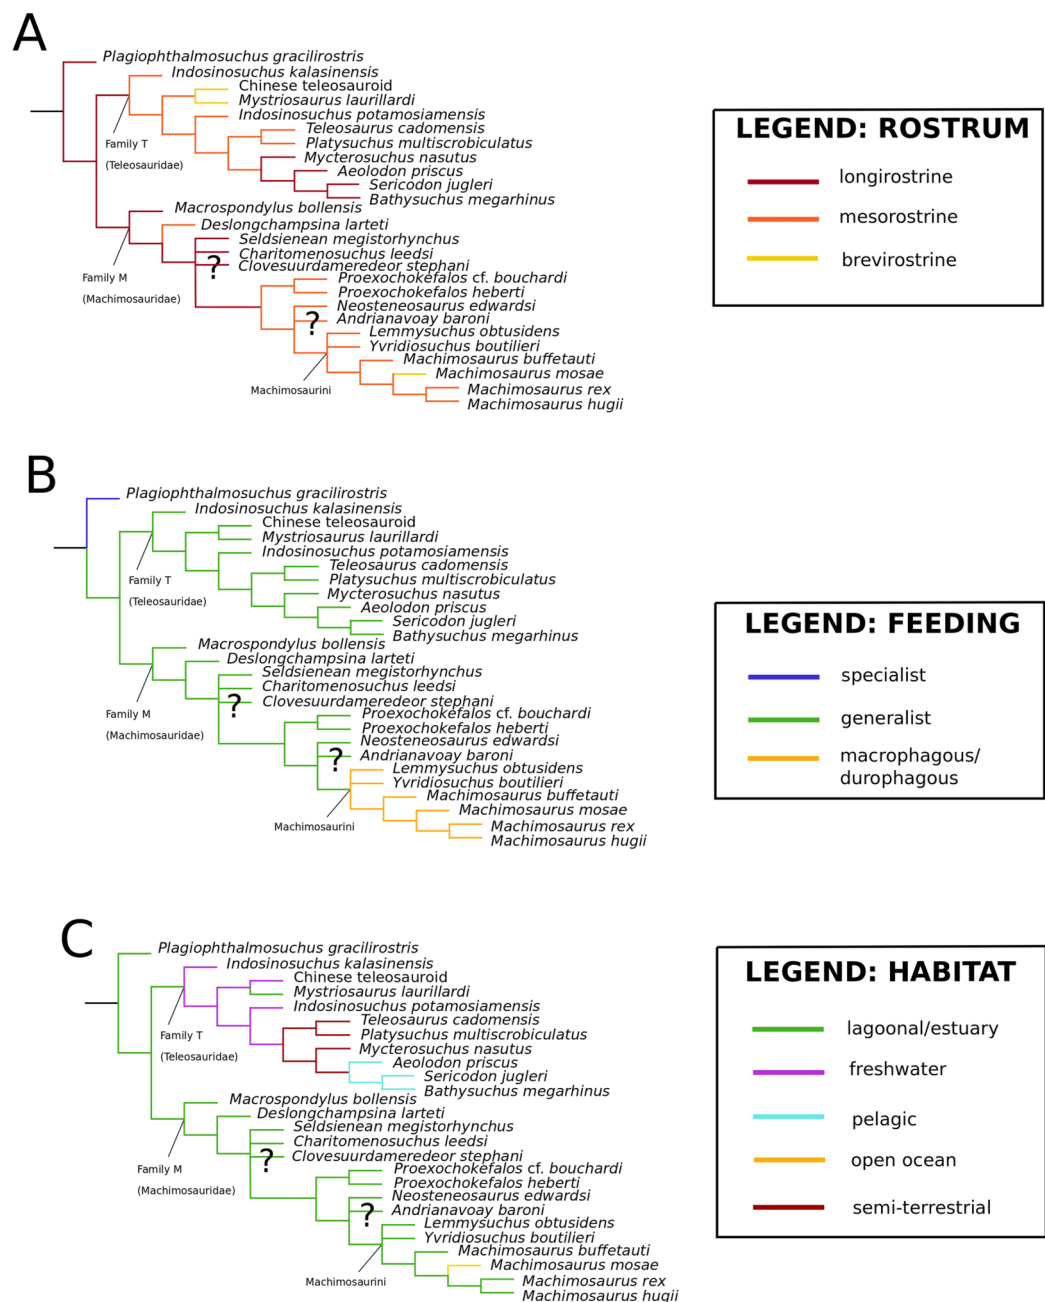 A
Plagiophthalmosuchus gracilirostris
Indosinosuchus kalasinensis
Chinese teleosauroid
Mystriosaurus laurillardi
Indosinosuchus potamosiamensis
Teleosaurus cadomensis
Platysuchus multiscrobiculatus
Mycterosuchus nasutus
Aeolodon priscus
Sericodon jugleri
Bathysuchus megarhinus
Family T
(Teleosauridae)
Macrospondylus bollensis
Deslongchampsina larteti
Seldsienean megistorhynchus
Charitomenosuchus leedsi
Clovesuurdameredeor stephani
?
Family M
(Machimosauridae)
Proexochokefalos cf. bouchardi
Proexochokefalos heberti
Neosteneosaurus edwardsi
Andrianavoay baroni
?
Lemmysuchus obtusidens
Yvridiosuchus boutilieri
Machimosaurus buffetauti
Machimosaurus mosae
Machimosaurus rex
Machimosaurus hugii
Machimosaurini
LEGEND: ROSTRUM
longirostrine
mesorostrine
brevirostrine
B
Plagiophthalmosuchus gracilirostris
Indosinosuchus kalasinensis
Chinese teleosauroid
Mystriosaurus laurillardi
Indosinosuchus potamosiamensis
Teleosaurus cadomensis
Platysuchus multiscrobiculatus
Mycterosuchus nasutus
Aeolodon priscus
Sericodon jugleri
Bathysuchus megarhinus
Family T
(Teleosauridae)
Macrospondylus bollensis
Deslongchampsina larteti
Seldsienean megistorhynchus
Charitomenosuchus leedsi
Clovesuurdameredeor stephani
?
Family M
(Machimosauridae)
Proexochokefalos cf. bouchardi
Proexochokefalos heberti
Neosteneosaurus edwardsi
Andrianavoay baroni
?
Lemmysuchus obtusidens
Yvridiosuchus boutilieri
Machimosaurus buffetauti
Machimosaurus mosae
Machimosaurus rex
Machimosaurus hugii
Machimosaurini
LEGEND: FEEDING
specialist
generalist
macrophagous/
durophagous
C
Plagiophthalmosuchus gracilirostris
Indosinosuchus kalasinensis
Chinese teleosauroid
Mystriosaurus laurillardi
Indosinosuchus potamosiamensis
Teleosaurus cadomensis
Platysuchus multiscrobiculatus
Mycterosuchus nasutus
Aeolodon priscus
Sericodon jugleri
Bathysuchus megarhinus
Family T
(Teleosauridae)
Macrospondylus bollensis
Deslongchampsina larteti
Seldsienean megistorhynchus
Charitomenosuchus leedsi
Clovesuurdameredeor stephani
?
Family M
(Machimosauridae)
Proexochokefalos cf. bouchardi
Proexochokefalos heberti
Neosteneosaurus edwardsi
Andrianavoay baroni
?
Lemmysuchus obtusidens
Yvridiosuchus boutilieri
Machimosaurus buffetauti
Machimosaurus mosae
Machimosaurus rex
Machimosaurus hugii
Machimosaurini
LEGEND: HABITAT
lagoonal/estuary
freshwater
pelagic
open ocean
semi-terrestrial